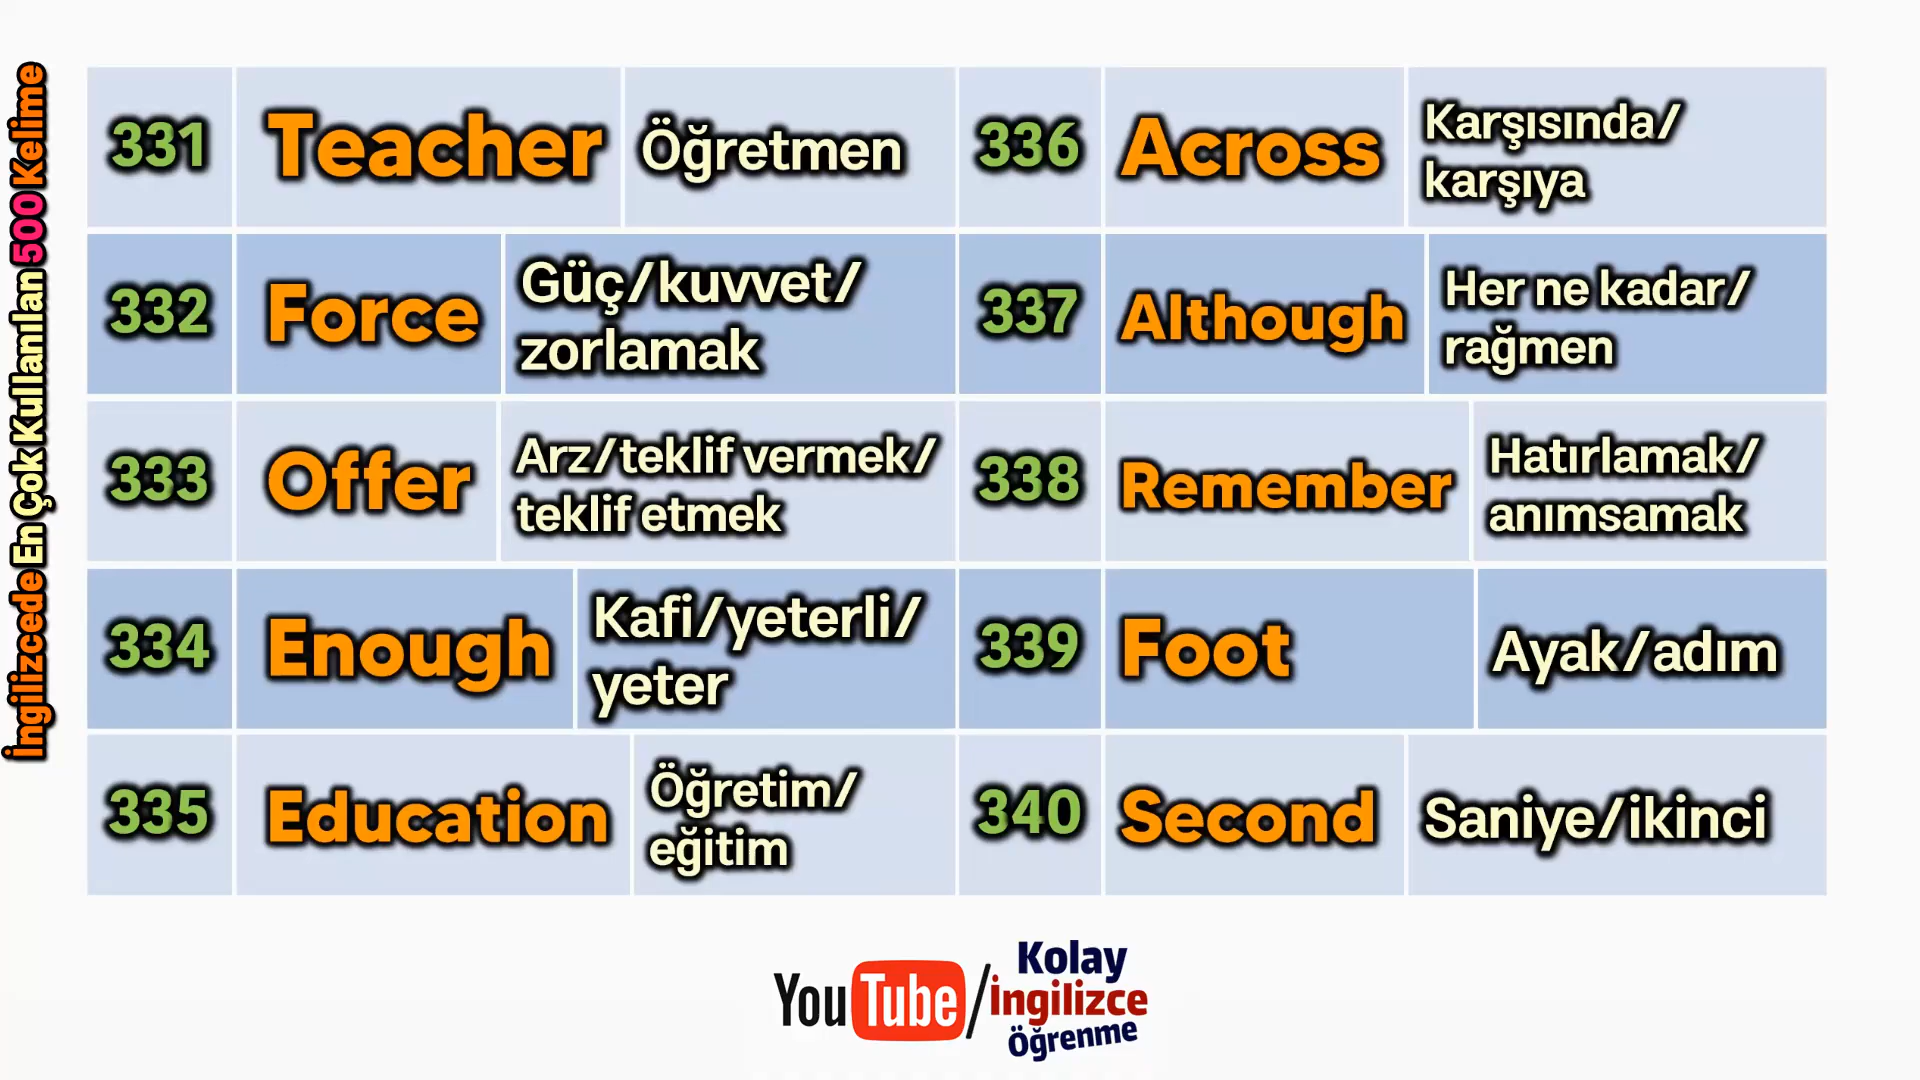 İngilizcede En Çok Kullanılan 500 Kelime
331 Teacher Öğretmen
332 Force Güç/kuvvet/
zorlamak
333 Offer Arz/teklif vermek/
teklif etmek
334 Enough Kafi/yeterli/
yeter
335 Education Öğretim/
eğitim
336 Across Karşısında/
karşıya
337 Although Her ne kadar/
rağmen
338 Remember Hatırlamak/
anımsamak
339 Foot Ayak/adım
340 Second Saniye/ikinci
YouTube/Kolay
İngilizce
Öğrenme